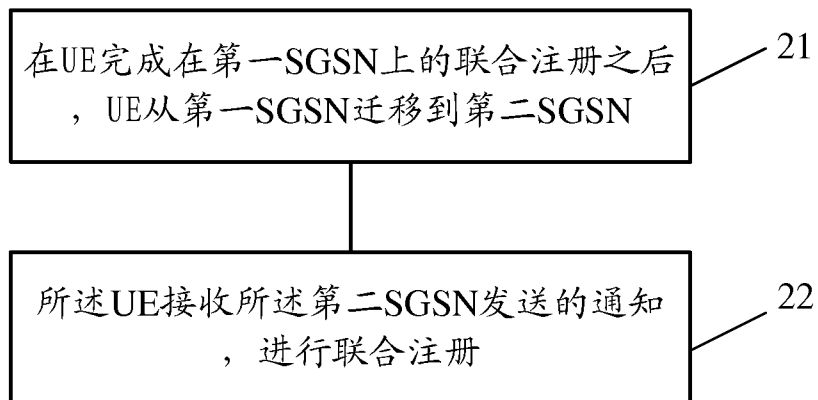 在UE完成在第一SGSN上的联合注册之后
，UE从第一SGSN迁移到第二SGSN
21
所述UE接收所述第二SGSN发送的通知
，进行联合注册
22